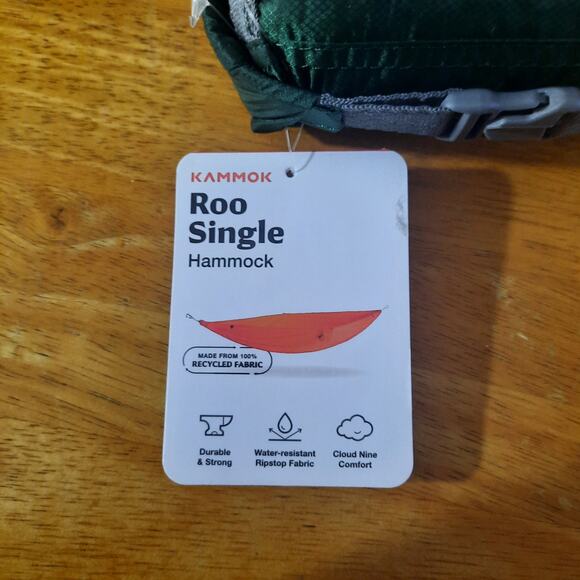 KAMMOK
Roo
Single
Hammock
MADE FROM 100%
RECYCLED FABRIC
Durable
& Strong
Water-resistant
Ripstop Fabric
Cloud Nine
Comfort